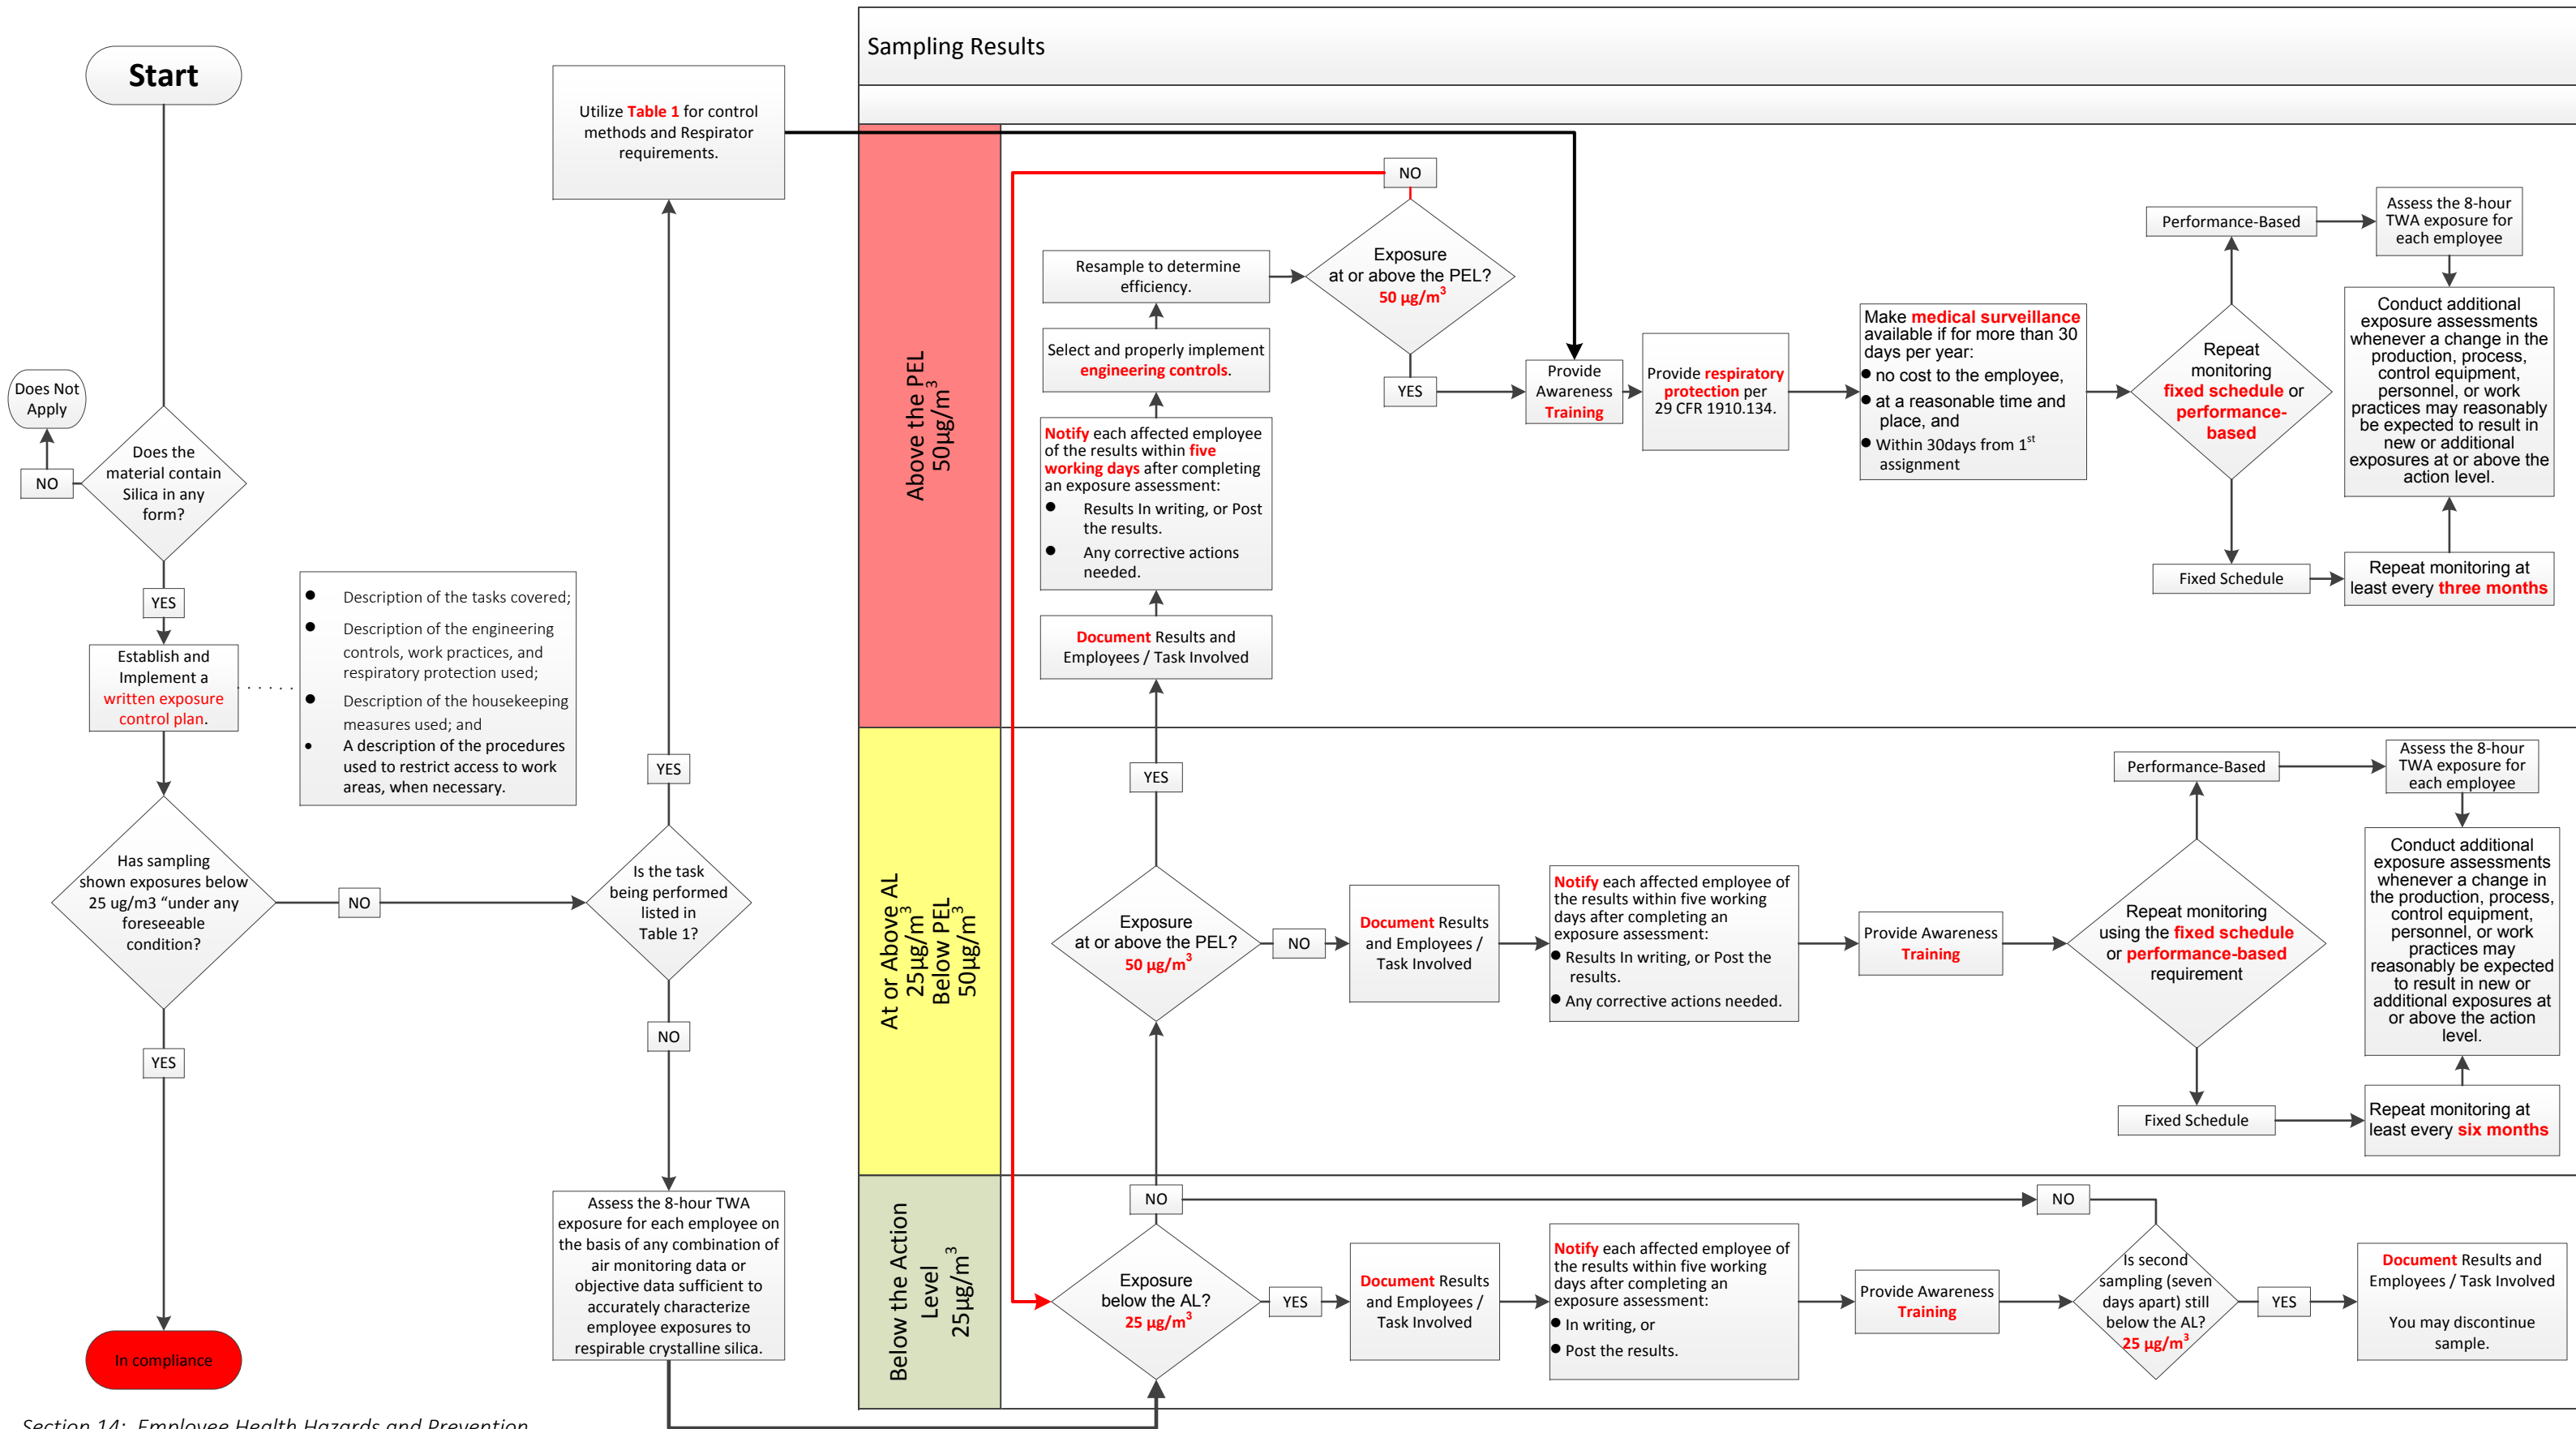 Sampling Results
Start
Does the
material contain
Silica in any
form?
NO
Does Not
Apply
YES
Establish and
Implement a
written exposure
control plan.
● Description of the tasks covered;
● Description of the engineering
controls, work practices, and
respiratory protection used;
● Description of the housekeeping
measures used; and
● A description of the procedures
used to restrict access to work
areas, when necessary.
Has sampling
shown exposures below
25 ug/m3 “under any
foreseeable
condition?
NO
YES
In compliance
Is the task
being performed
listed in
Table 1?
YES
Utilize Table 1 for control
methods and Respirator
requirements.
NO
Assess the 8-hour TWA
exposure for each employee on
the basis of any combination of
air monitoring data or
objective data sufficient to
accurately characterize
employee exposures to
respirable crystalline silica.
Above the PEL
50µg/m³
NO
Exposure
at or above the PEL?
50 µg/m³
YES
Resample to determine
efficiency.
Select and properly implement
engineering controls.
Notify each affected employee
of the results within five
working days after completing
an exposure assessment:
● Results In writing, or Post
the results.
● Any corrective actions
needed.
Document Results and
Employees / Task Involved
Provide
Awareness
Training
Provide respiratory
protection per
29 CFR 1910.134.
Make medical surveillance
available if for more than 30
days per year:
● no cost to the employee,
● at a reasonable time and
place, and
● Within 30days from 1st
assignment
Repeat
monitoring
fixed schedule or
performance-
based
Performance-Based
Assess the 8-hour
TWA exposure for
each employee
Conduct additional
exposure assessments
whenever a change in the
production, process,
control equipment,
personnel, or work
practices may reasonably
be expected to result in
new or additional
exposures at or above the
action level.
Fixed Schedule
Repeat monitoring at
least every three months
At or Above AL
25µg/m³
Below PEL
50µg/m³
YES
Exposure
at or above the PEL?
50 µg/m³
NO
Document Results
and Employees /
Task Involved
Notify each affected employee of
the results within five working
days after completing an
exposure assessment:
● Results In writing, or Post the
results.
● Any corrective actions needed.
Provide Awareness
Training
Repeat monitoring
using the fixed schedule
or performance-based
requirement
Performance-Based
Assess the 8-hour
TWA exposure for
each employee
Conduct additional
exposure assessments
whenever a change in
the production, process,
control equipment,
personnel, or work
practices may
reasonably be expected
to result in new or
additional exposures at
or above the action
level.
Fixed Schedule
Repeat monitoring at
least every six months
Below the Action
Level
25µg/m³
NO
Exposure
below the AL?
25 µg/m³
YES
Document Results
and Employees /
Task Involved
Notify each affected employee of
the results within five working
days after completing an
exposure assessment:
● In writing, or
● Post the results.
Provide Awareness
Training
NO
Is second
sampling (seven
days apart) still
below the AL?
25 µg/m³
YES
Document Results and
Employees / Task Involved
You may discontinue
sample.
Section 14: Employee Health Hazards and Prevention